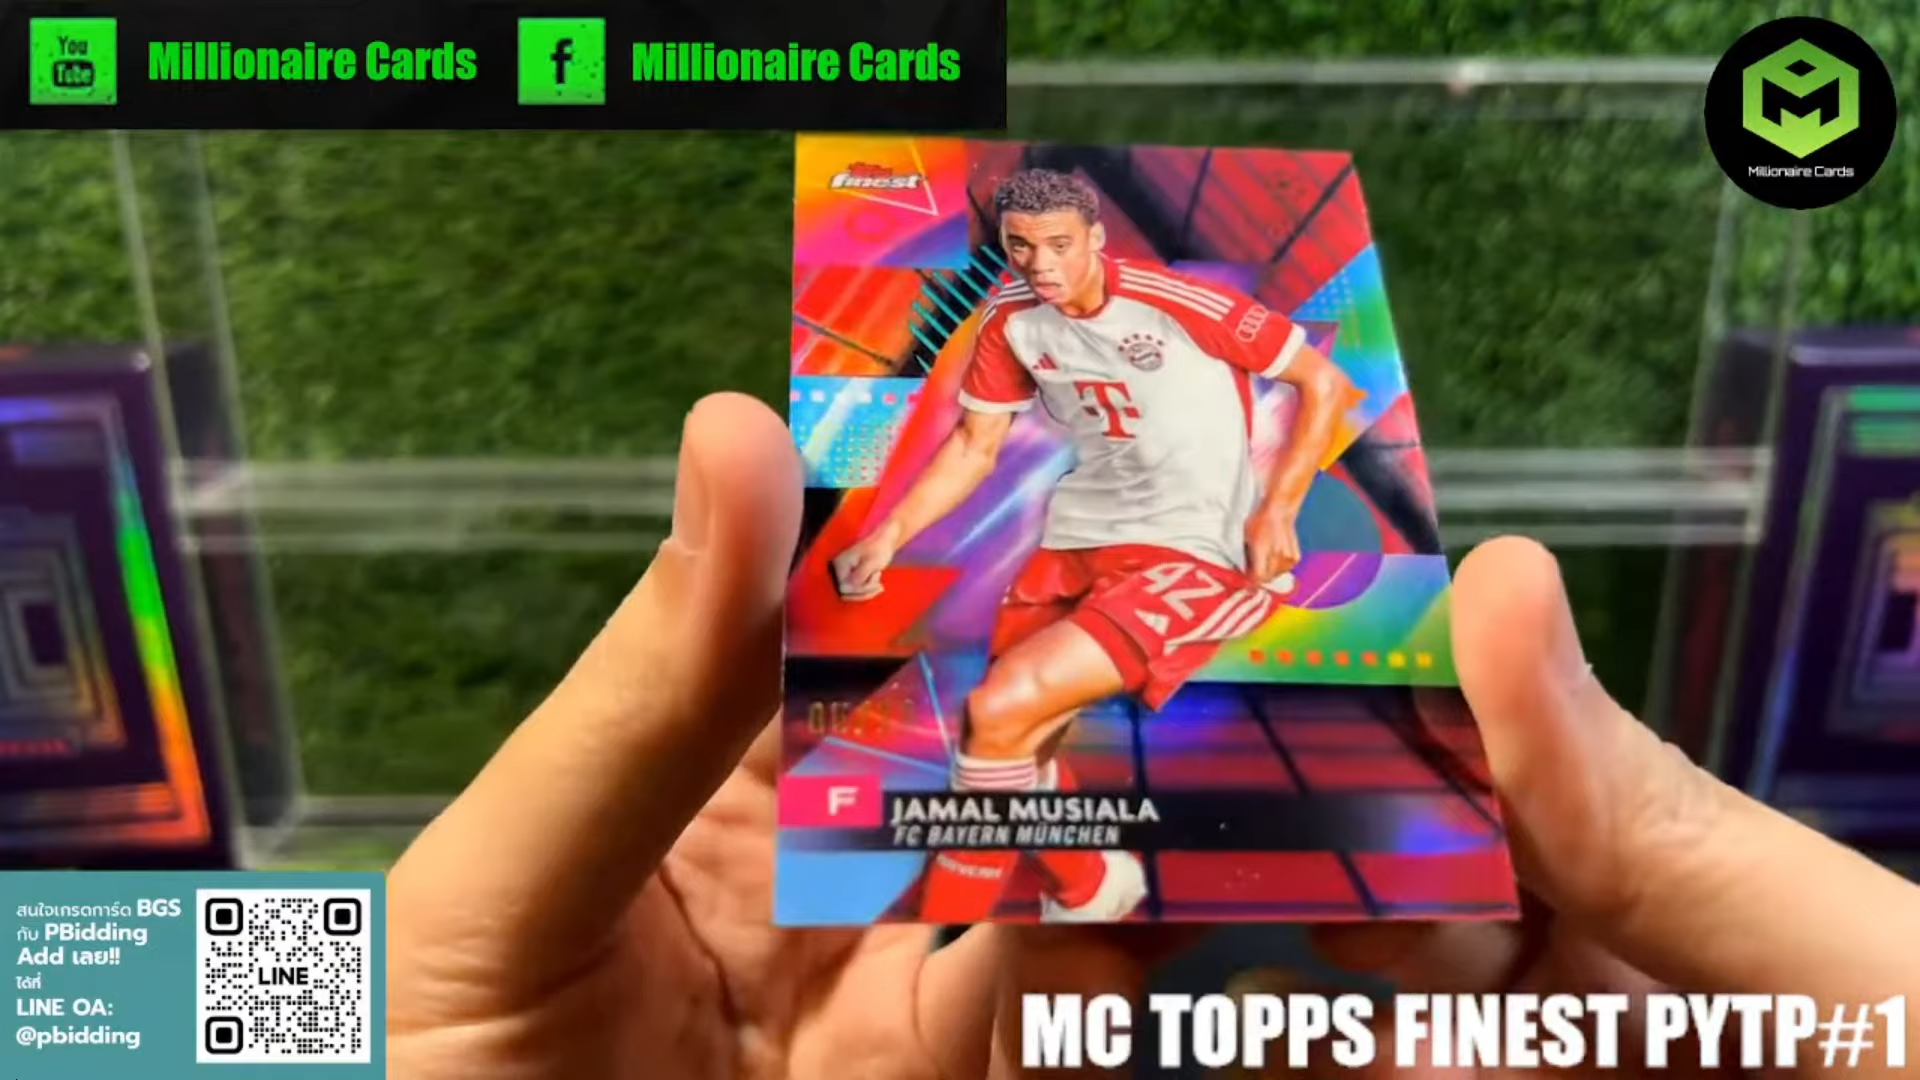 You
Tube
Millionaire Cards
f
Millionaire Cards
Millionaire Cards
finest
T
42
F
JAMAL MUSIALA
FC BAYERN MÜNCHEN
สนใจเกรดการ์ด BGS
กับ PBidding
Add เลย!!
ได้ที่
LINE OA:
@pbidding
LINE
MC TOPPS FINEST PYTP#1